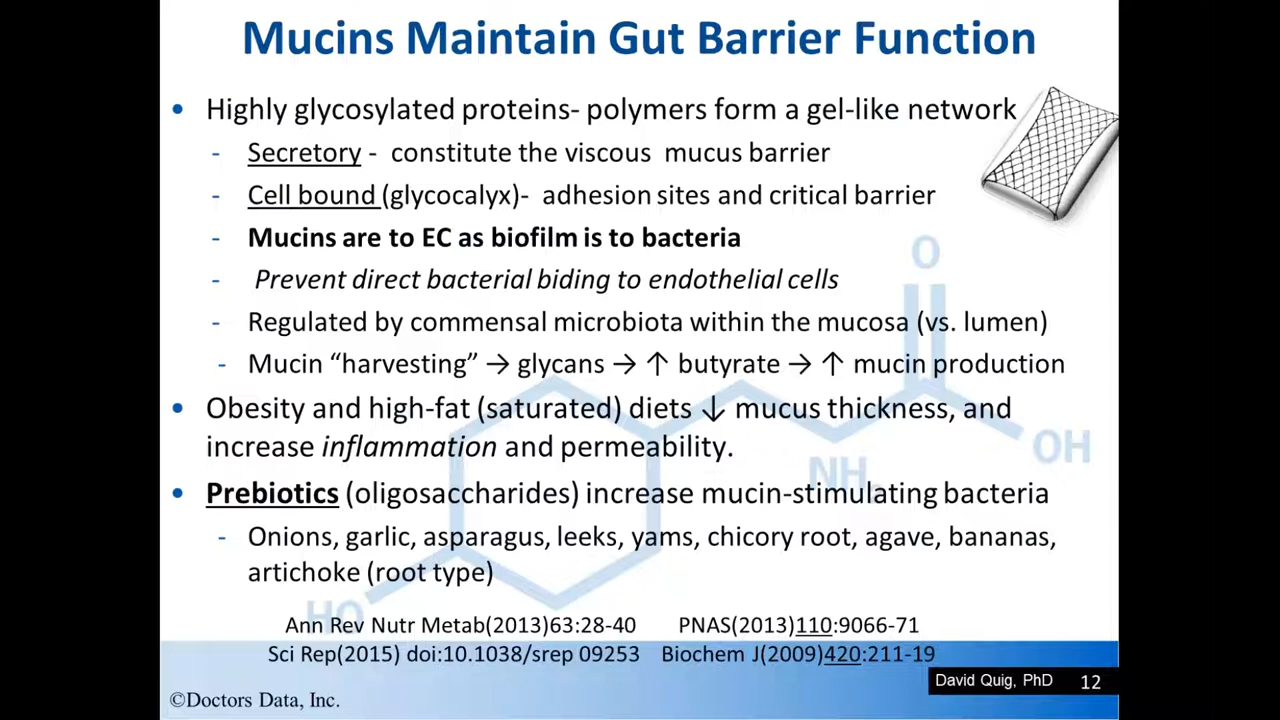 Mucins Maintain Gut Barrier Function
• Highly glycosylated proteins- polymers form a gel-like network
- Secretory - constitute the viscous mucus barrier
- Cell bound (glycocalyx)- adhesion sites and critical barrier
- Mucins are to EC as biofilm is to bacteria
- Prevent direct bacterial biding to endothelial cells
- Regulated by commensal microbiota within the mucosa (vs. lumen)
- Mucin “harvesting” → glycans → ↑ butyrate → ↑ mucin production
• Obesity and high-fat (saturated) diets ↓ mucus thickness, and
increase inflammation and permeability.
• Prebiotics (oligosaccharides) increase mucin-stimulating bacteria
- Onions, garlic, asparagus, leeks, yams, chicory root, agave, bananas,
artichoke (root type)
O
OH
NH
HO
Ann Rev Nutr Metab(2013)63:28-40 PNAS(2013)110:9066-71
Sci Rep(2015) doi:10.1038/srep 09253 Biochem J(2009)420:211-19
David Quig, PhD 12
©Doctors Data, Inc.